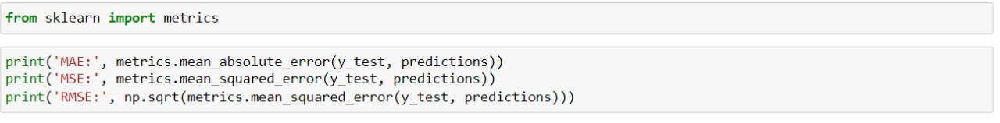 from sklearn import metrics
print('MAE:', metrics.mean_absolute_error(y_test, predictions))
print('MSE:', metrics.mean_squared_error(y_test, predictions))
print('RMSE:', np.sqrt(metrics.mean_squared_error(y_test, predictions)))